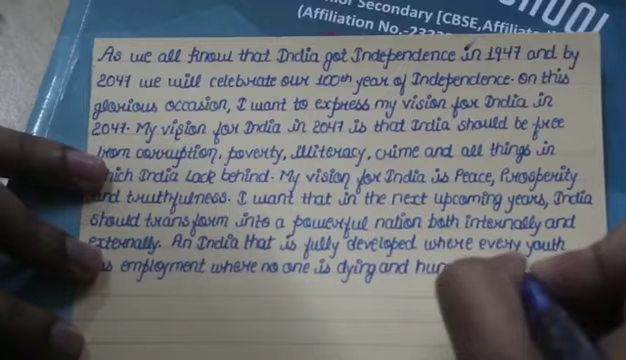 Secondary [CBSE, Affiliat
(Affiliation No.-2333
As we all know that India got Independence in 1947 and by
2047 we will celebrate our 100th year of Independence. On this
glorious occasion, I want to express my vision for India in
2047. My vision for India in 2047 is that India should be free
from corruption, poverty, illiteracy, crime and all things in
which India lack behind. My vision for India is Peace, Prosperity
and truthfulness. I want that in the next upcoming years, India
should transform into a powerful nation both internally and
externally. An India that is fully developed where every youth
employment where no one is dying and hun